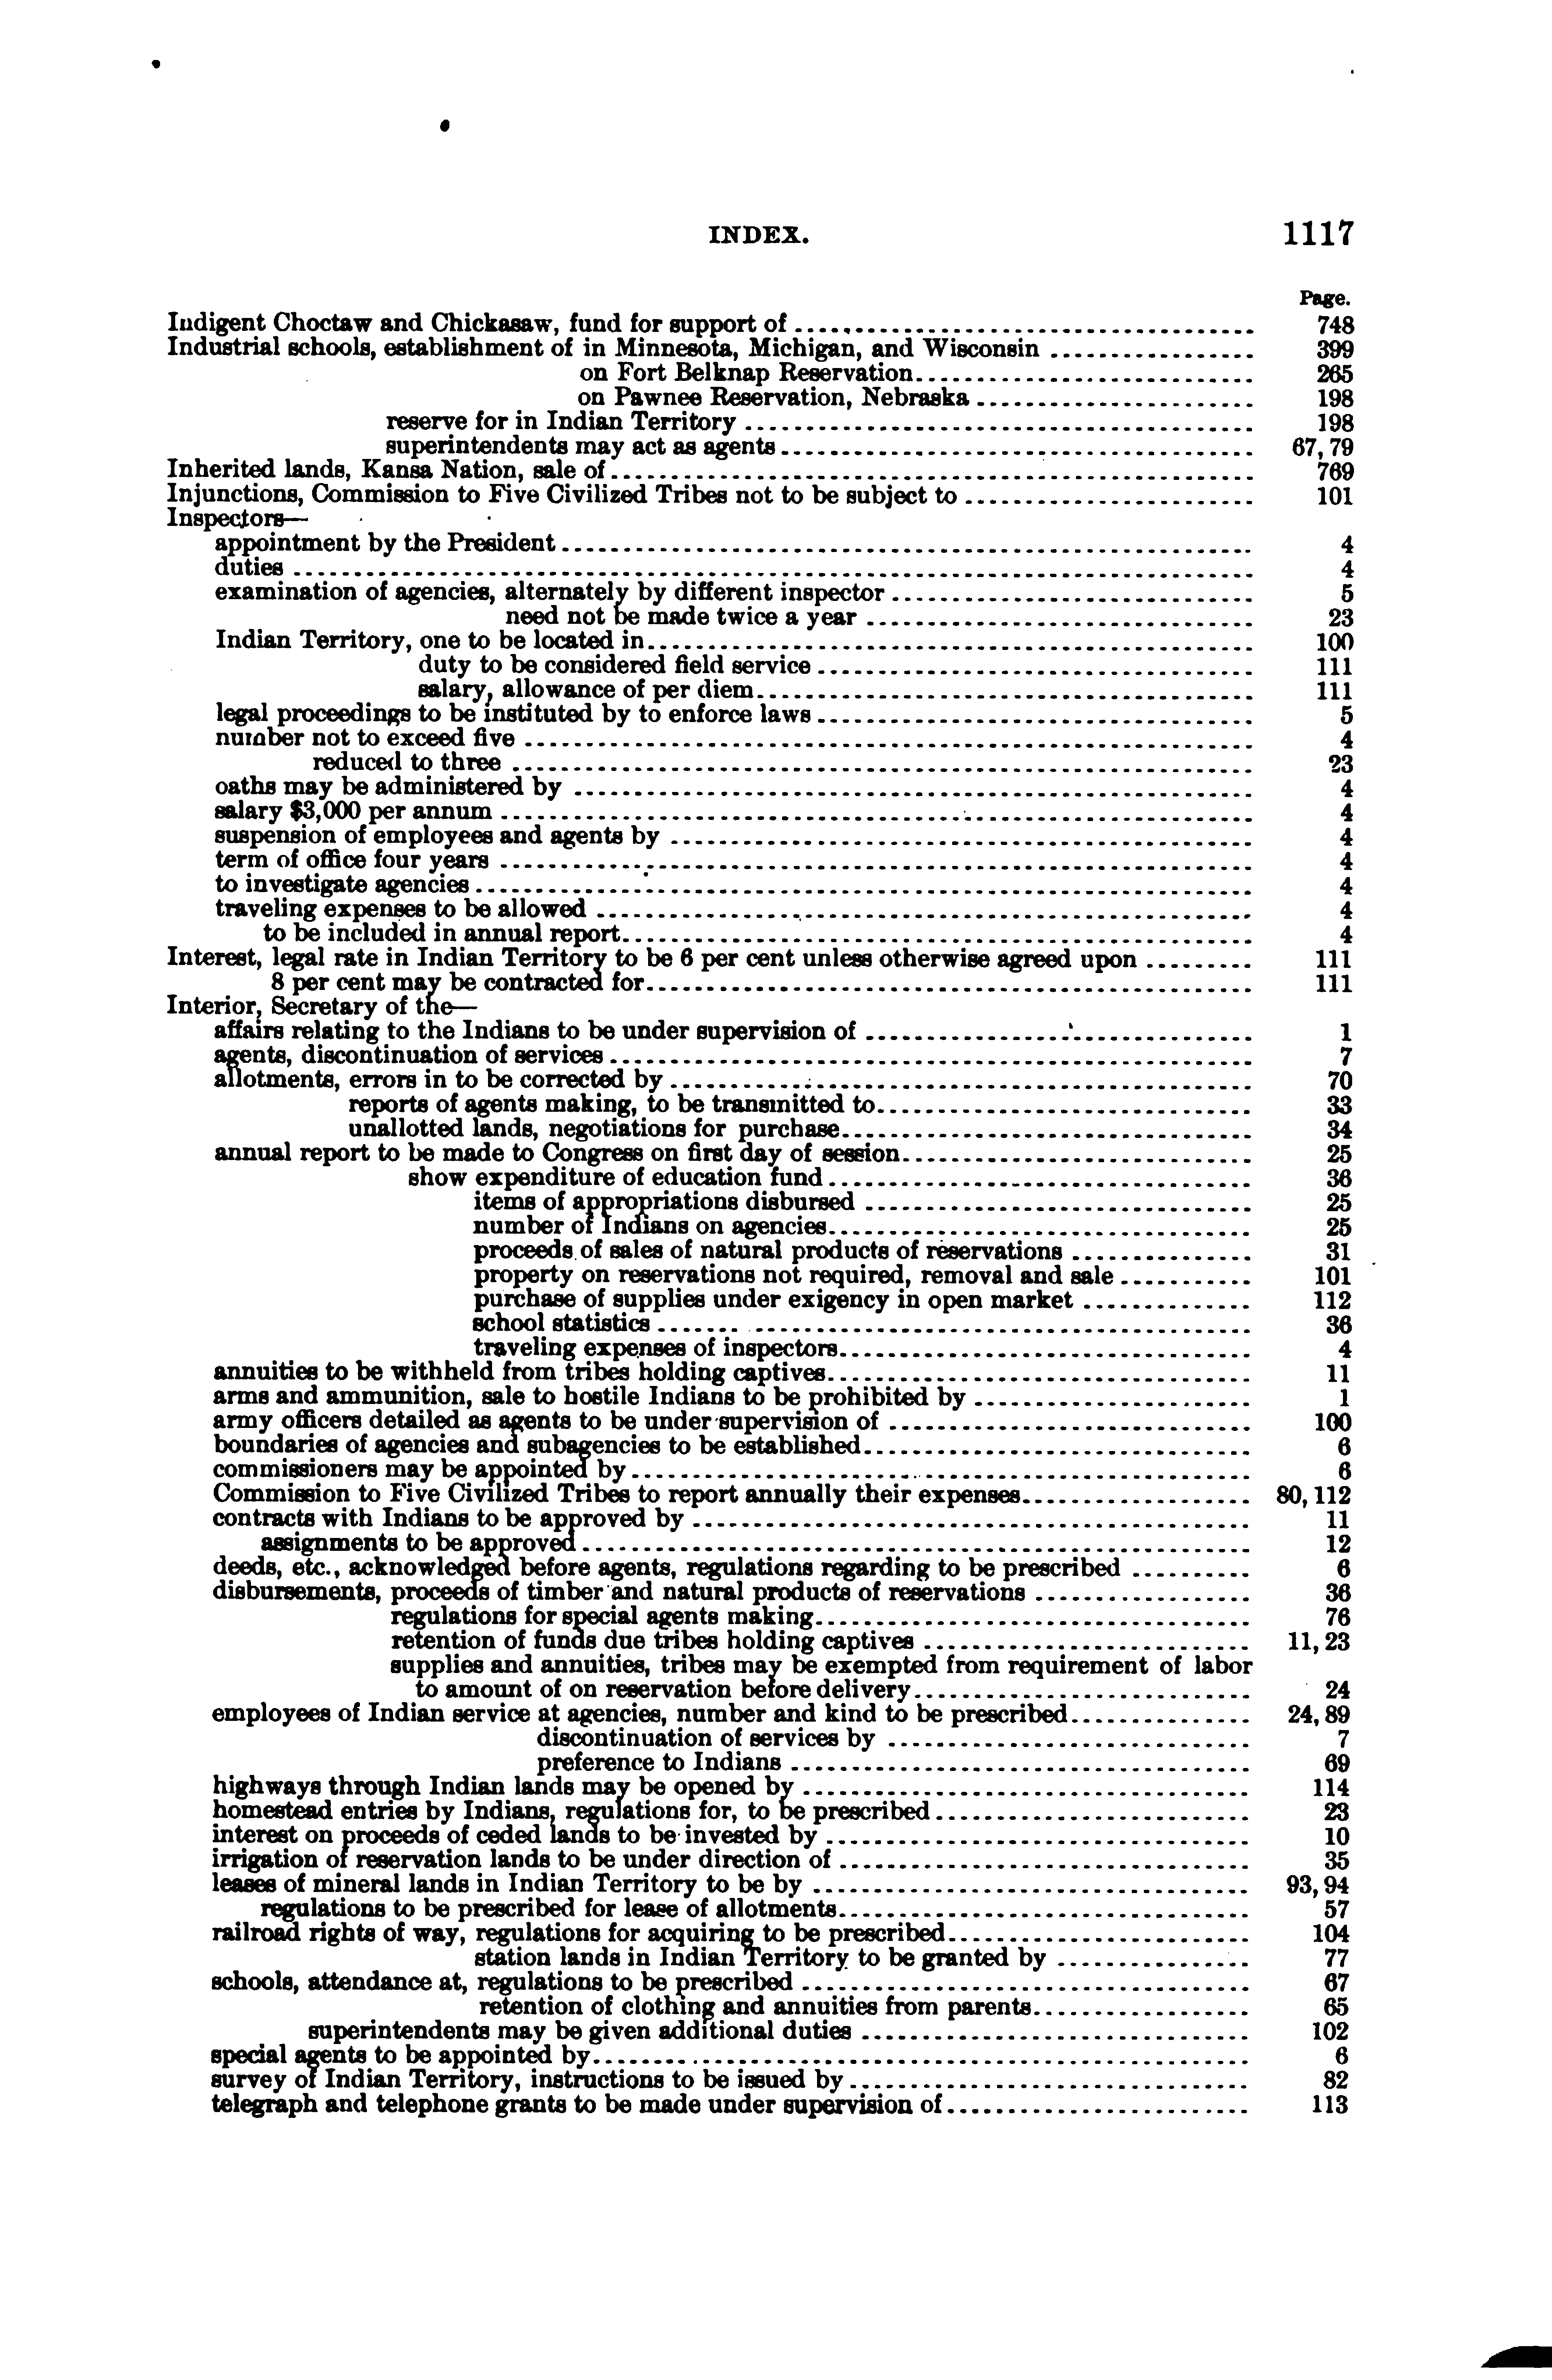 INDEX. 1117
Page.
Indigent Choctaw and Chickasaw, fund for support of 748
Industrial schools, establishment of in Minnesota, Michigan, and Wisconsin 399
on Fort Belknap Reservation 265
on Pawnee Reservation, Nebraska 198
reserve for in Indian Territory 198
superintendents may act as agents 67, 79
Inherited lands, Kansa Nation, sale of 769
Injunctions, Commission to Five Civilized Tribes not to be subject to 101
Inspectors—
appointment by the President 4
duties 4
examination of agencies, alternately by different inspector 5
need not be made twice a year 23
Indian Territory, one to be located in 100
duty to be considered field service 111
salary, allowance of per diem 111
legal proceedings to be instituted by to enforce laws 5
number not to exceed five 4
reduced to three 23
oaths may be administered by 4
salary $3,000 per annum 4
suspension of employees and agents by 4
term of office four years 4
to investigate agencies 4
traveling expenses to be allowed 4
to be included in annual report 4
Interest, legal rate in Indian Territory to be 6 per cent unless otherwise agreed upon 111
8 per cent may be contracted for 111
Interior, Secretary of the—
affairs relating to the Indians to be under supervision of 1
agents, discontinuation of services 7
allotments, errors in to be corrected by 70
reports of agents making, to be transmitted to 33
unallotted lands, negotiations for purchase 34
annual report to be made to Congress on first day of session 25
show expenditure of education fund 36
items of appropriations disbursed 25
number of Indians on agencies 25
proceeds of sales of natural products of reservations 31
property on reservations not required, removal and sale 101
purchase of supplies under exigency in open market 112
school statistics 36
traveling expenses of inspectors 4
annuities to be withheld from tribes holding captives 11
arms and ammunition, sale to hostile Indians to be prohibited by 1
army officers detailed as agents to be under supervision of 100
boundaries of agencies and subagencies to be established 6
commissioners may be appointed by 6
Commission to Five Civilized Tribes to report annually their expenses 80, 112
contracts with Indians to be approved by 11
assignments to be approved 12
deeds, etc., acknowledged before agents, regulations regarding to be prescribed 6
disbursements, proceeds of timber and natural products of reservations 36
regulations for special agents making 76
retention of funds due tribes holding captives 11, 23
supplies and annuities, tribes may be exempted from requirement of labor
to amount of on reservation before delivery 24
employees of Indian service at agencies, number and kind to be prescribed 24, 89
discontinuation of services by 7
preference to Indians 69
highways through Indian lands may be opened by 114
homestead entries by Indians, regulations for, to be prescribed 23
interest on proceeds of ceded lands to be invested by 10
irrigation of reservation lands to be under direction of 35
leases of mineral lands in Indian Territory to be by 93, 94
regulations to be prescribed for lease of allotments 57
railroad rights of way, regulations for acquiring to be prescribed 104
station lands in Indian Territory to be granted by 77
schools, attendance at, regulations to be prescribed 67
retention of clothing and annuities from parents 65
superintendents may be given additional duties 102
special agents to be appointed by 6
survey of Indian Territory, instructions to be issued by 82
telegraph and telephone grants to be made under supervision of 113